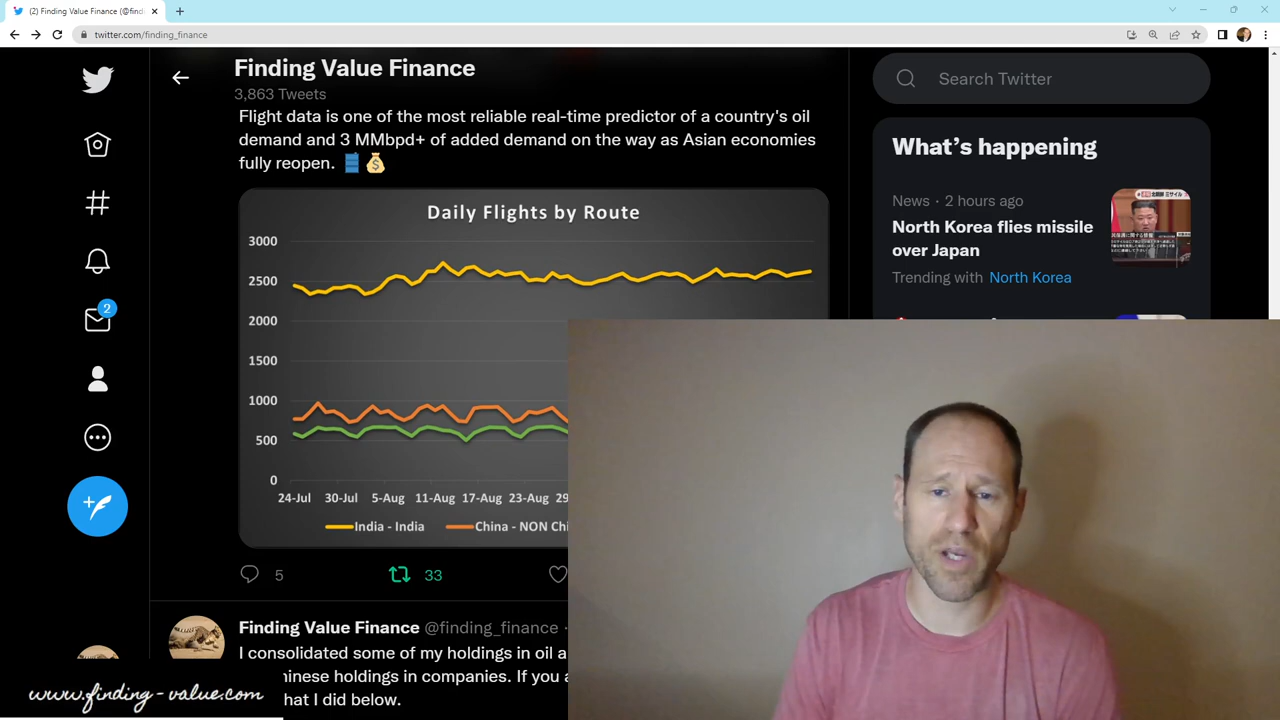 (2) Finding Value Finance (@find
twitter.com/finding_finance
Finding Value Finance
3,863 Tweets
Flight data is one of the most reliable real-time predictor of a country's oil
demand and 3 MMbpd+ of added demand on the way as Asian economies
fully reopen.
Daily Flights by Route
3000
2500
2000
1500
1000
500
0
24-Jul 30-Jul 5-Aug 11-Aug 17-Aug 23-Aug 29
India - India China - NON Chi
5 33
Finding Value Finance @finding_finance ·
I consolidated some of my holdings in oil a
hinese holdings in companies. If you a
hat I did below.
2
www.finding-value.com
Search Twitter
What's happening
News · 2 hours ago
North Korea flies missile
over Japan
Trending with North Korea